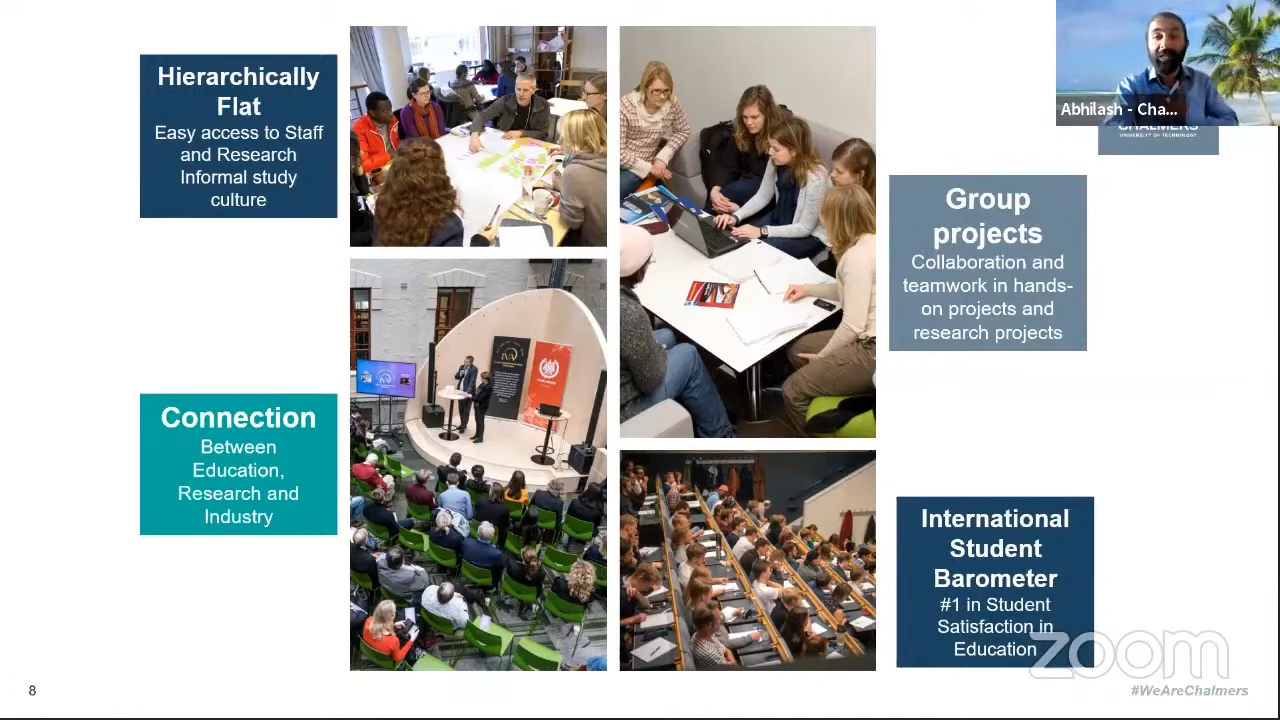 Hierarchically
Flat
Easy access to Staff
and Research
Informal study
culture
Abhilash - Cha...
CHALMERS
UNIVERSITY OF TECHNOLOGY
Group
projects
Collaboration and
teamwork in hands-
on projects and
research projects
IVA
Connection
Between
Education,
Research and
Industry
International
Student
Barometer
#1 in Student
Satisfaction in
Education
zoom
8
#WeAreChalmers